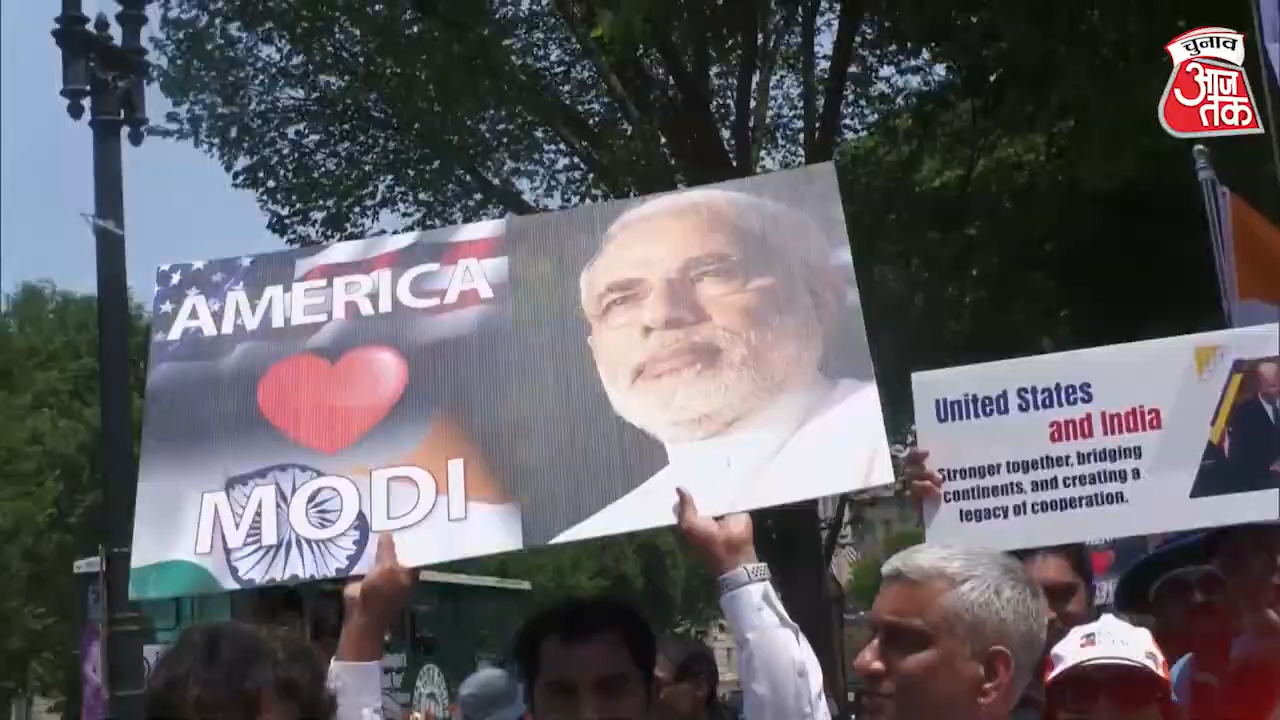 चुनाव
आज
तक
AMERICA
MODI
United States
and India
Stronger together, bridging
continents, and creating a
legacy of cooperation.